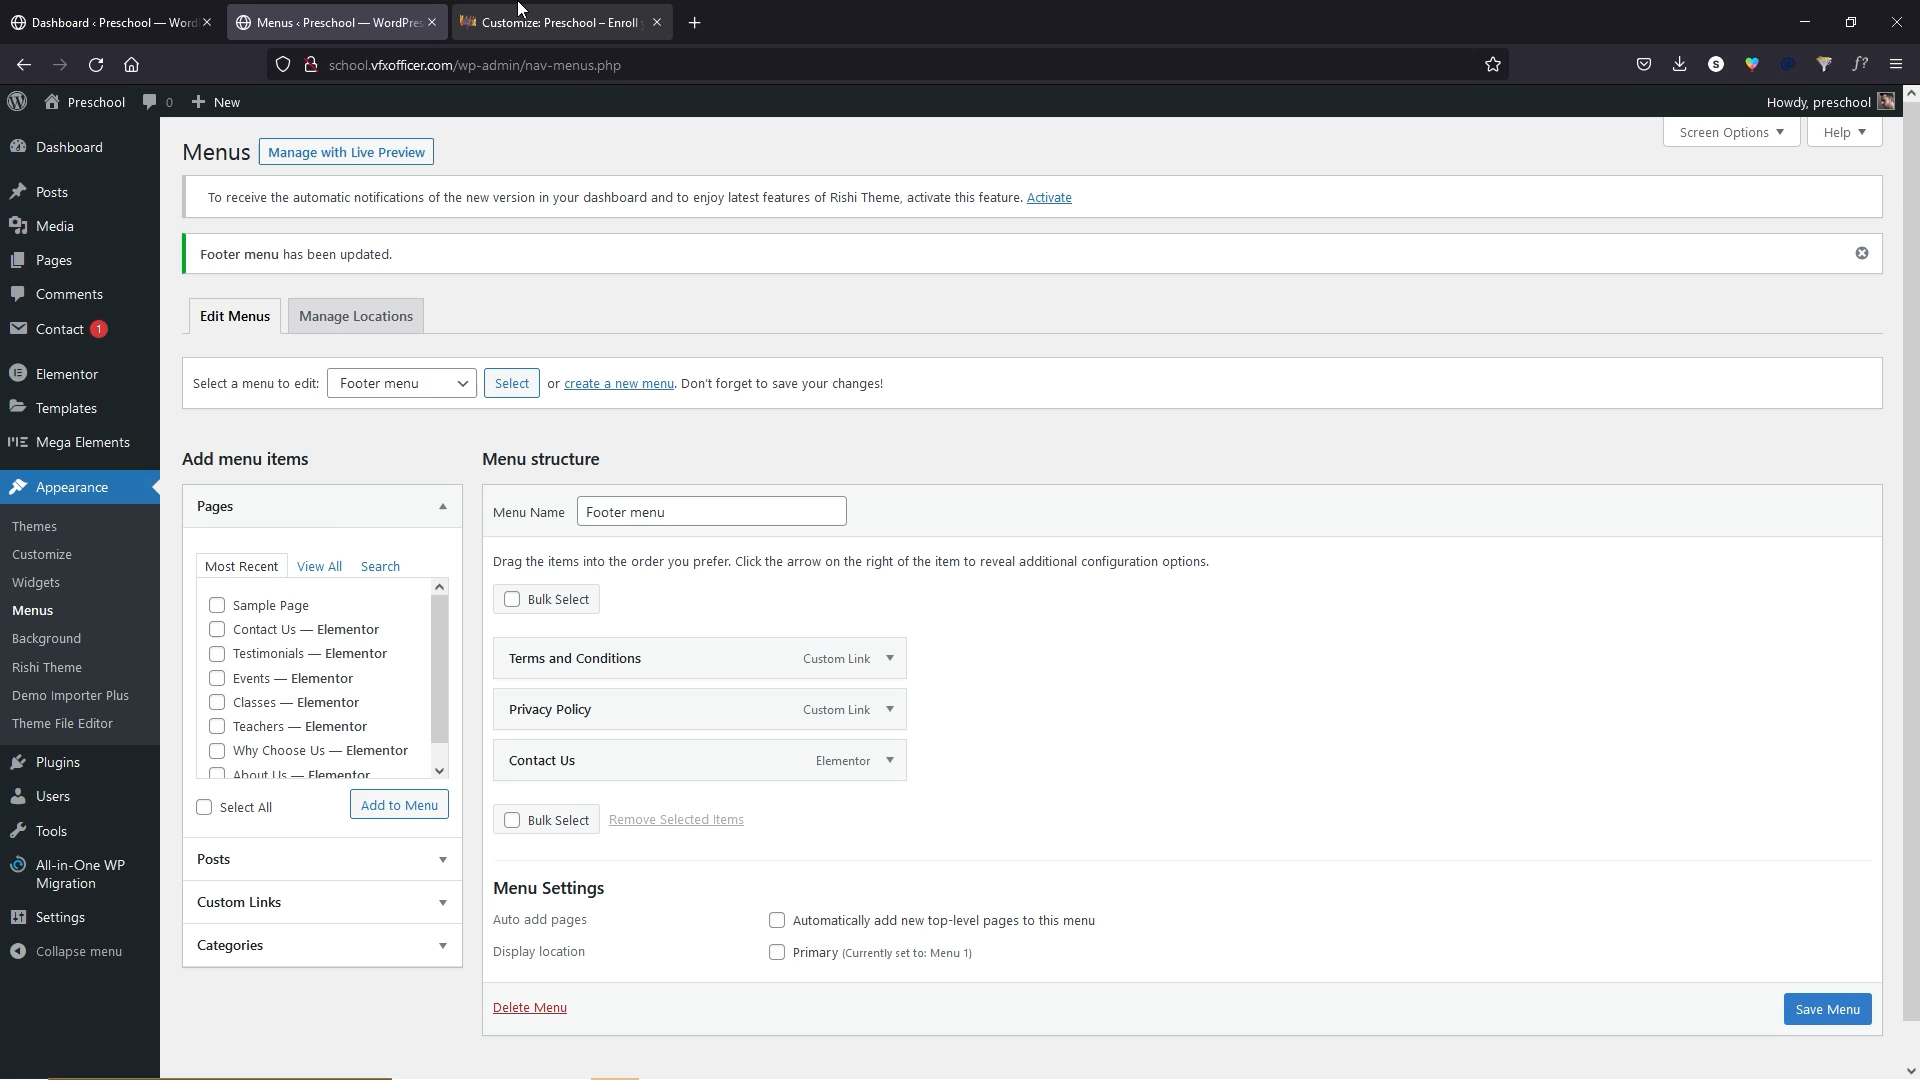 Dashboard ‹ Preschool — Word
Menus ‹ Preschool — WordPres
Customize: Preschool – Enroll
school.vfxofficer.com/wp-admin/nav-menus.php
Preschool
0
New
Howdy, preschool
Screen Options
Help
Menus
Manage with Live Preview
To receive the automatic notifications of the new version in your dashboard and to enjoy latest features of Rishi Theme, activate this feature. Activate
Footer menu has been updated.
Edit Menus
Manage Locations
Select a menu to edit:
Footer menu
Select
or create a new menu. Don't forget to save your changes!
Dashboard
Posts
Media
Pages
Comments
Contact 1
Elementor
Templates
Mega Elements
Appearance
Themes
Customize
Widgets
Menus
Background
Rishi Theme
Demo Importer Plus
Theme File Editor
Plugins
Users
Tools
All-in-One WP
Migration
Settings
Collapse menu
Add menu items
Pages
Most Recent
View All
Search
Sample Page
Contact Us — Elementor
Testimonials — Elementor
Events — Elementor
Classes — Elementor
Teachers — Elementor
Why Choose Us — Elementor
About Us — Elementor
Select All
Add to Menu
Posts
Custom Links
Categories
Menu structure
Menu Name
Footer menu
Drag the items into the order you prefer. Click the arrow on the right of the item to reveal additional configuration options.
Bulk Select
Terms and Conditions
Custom Link
Privacy Policy
Custom Link
Contact Us
Elementor
Bulk Select
Remove Selected Items
Menu Settings
Auto add pages
Automatically add new top-level pages to this menu
Display location
Primary (Currently set to: Menu 1)
Delete Menu
Save Menu